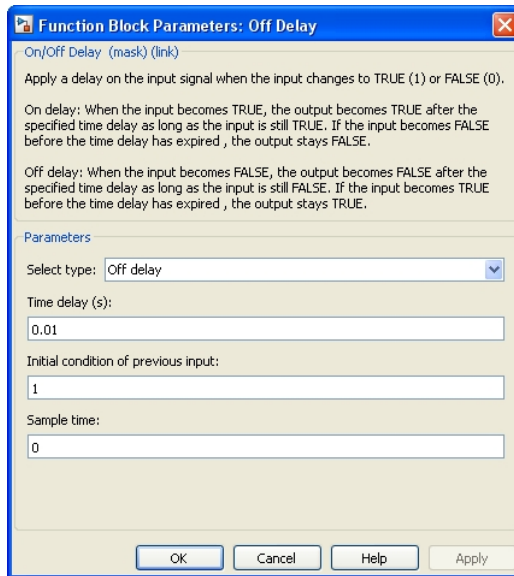 Function Block Parameters: Off Delay
On/Off Delay (mask) (link)
Apply a delay on the input signal when the input changes to TRUE (1) or FALSE (0).
On delay: When the input becomes TRUE, the output becomes TRUE after the
specified time delay as long as the input is still TRUE. If the input becomes FALSE
before the time delay has expired , the output stays FALSE.
Off delay: When the input becomes FALSE, the output becomes FALSE after the
specified time delay as long as the input is still FALSE. If the input becomes TRUE
before the time delay has expired , the output stays TRUE.
Parameters
Select type: Off delay
Time delay (s):
0.01
Initial condition of previous input:
1
Sample time:
0
OK Cancel Help Apply